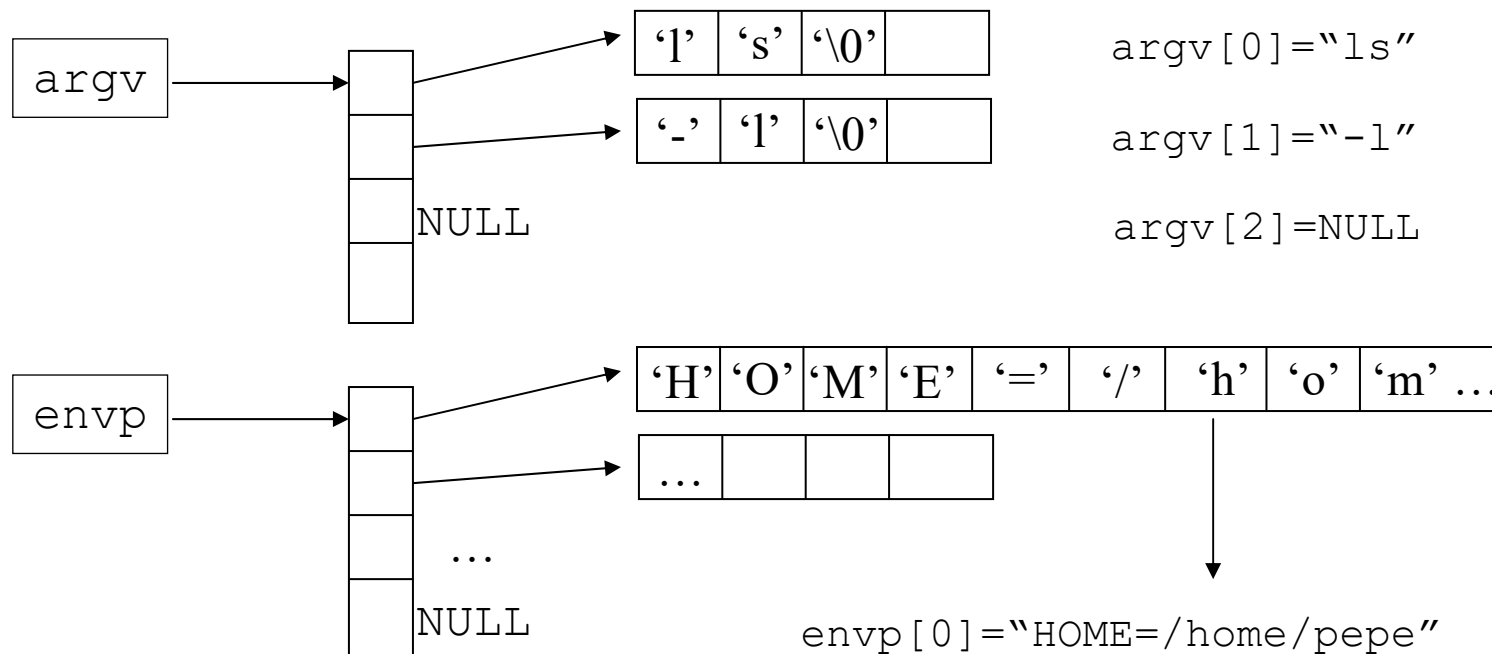 ‘l’ ‘s’ ‘\0’
argv[0]=“ls”
argv
‘-’ ‘l’ ‘\0’
argv[1]=“-l”
NULL
argv[2]=NULL
‘H’ ‘O’ ‘M’ ‘E’ ‘=’ ‘/’ ‘h’ ‘o’ ‘m’ …
envp
…
…
NULL
envp[0]=“HOME=/home/pepe”